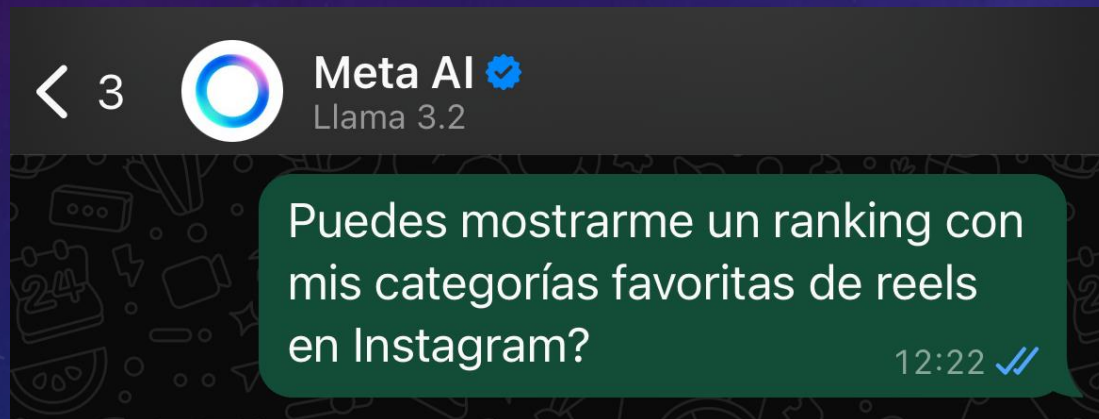 3
Meta AI
Llama 3.2
Puedes mostrarme un ranking con
mis categorías favoritas de reels
en Instagram?
12:22
24